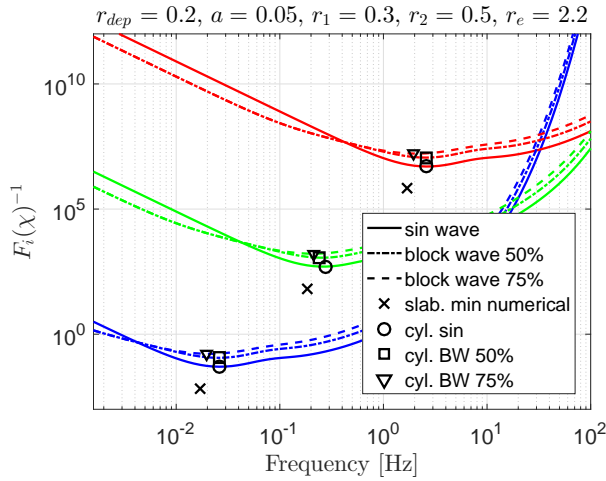 r_{dep} = 0.2, a = 0.05, r_1 = 0.3, r_2 = 0.5, r_e = 2.2
10^{10}
10^5
10^0
F_i(χ)^{-1}
sin wave
block wave 50%
block wave 75%
slab. min numerical
cyl. sin
cyl. BW 50%
cyl. BW 75%
10^{-2} 10^{-1} 10^0 10^1 10^2
Frequency [Hz]